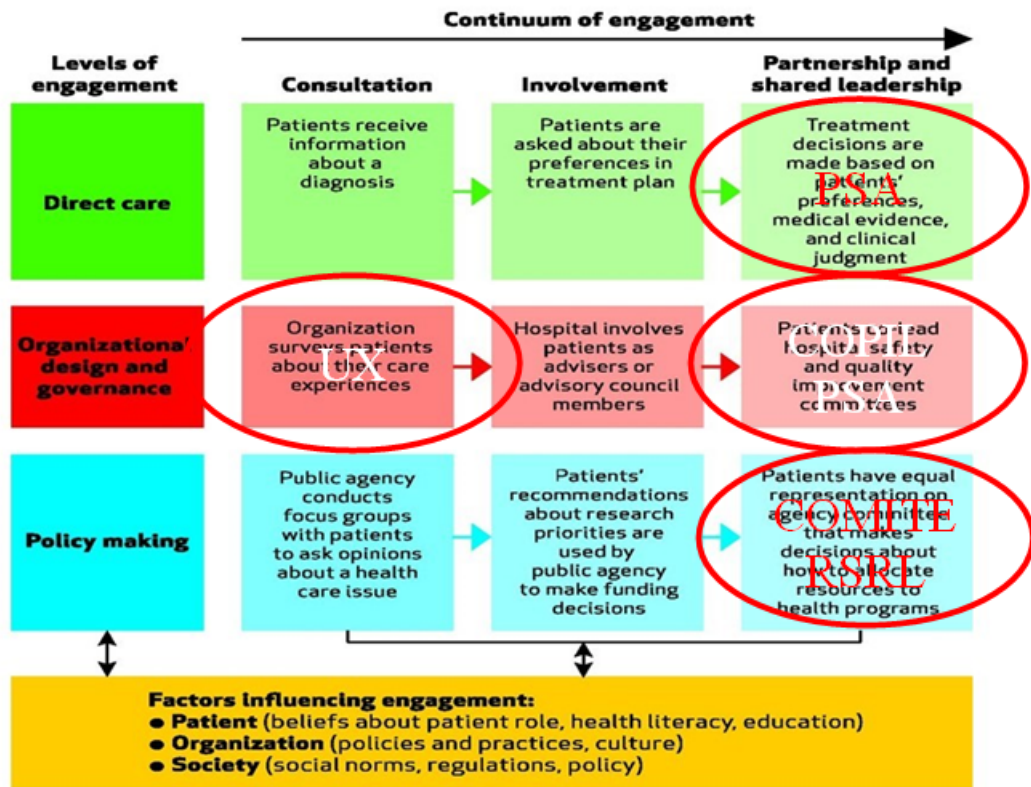 Continuum of engagement
Levels of
engagement
Consultation
Involvement
Partnership and
shared leadership
Direct care
Patients receive
information
about a
diagnosis
Patients are
asked about their
preferences in
treatment plan
Treatment
decisions are
made based on
patients'
preferences,
medical evidence,
and clinical
judgment
PSA
Organizationa'
design and
governance
Organization
surveys patients
about their care
experiences
UX
Hospital involves
patients as
advisers or
advisory council
members
Patients co-lead
hospital safety
and quality
improvement
committees
COPIL
PSA
Policy making
Public agency
conducts
focus groups
with patients
to ask opinions
about a health
care issue
Patients'
recommendations
about research
priorities are
used by
public agency
to make funding
decisions
Patients have equal
representation on
agency committee
that makes
decisions about
how to allocate
resources to
health programs
COMITE
RSRL
Factors influencing engagement:
● Patient (beliefs about patient role, health literacy, education)
● Organization (policies and practices, culture)
● Society (social norms, regulations, policy)